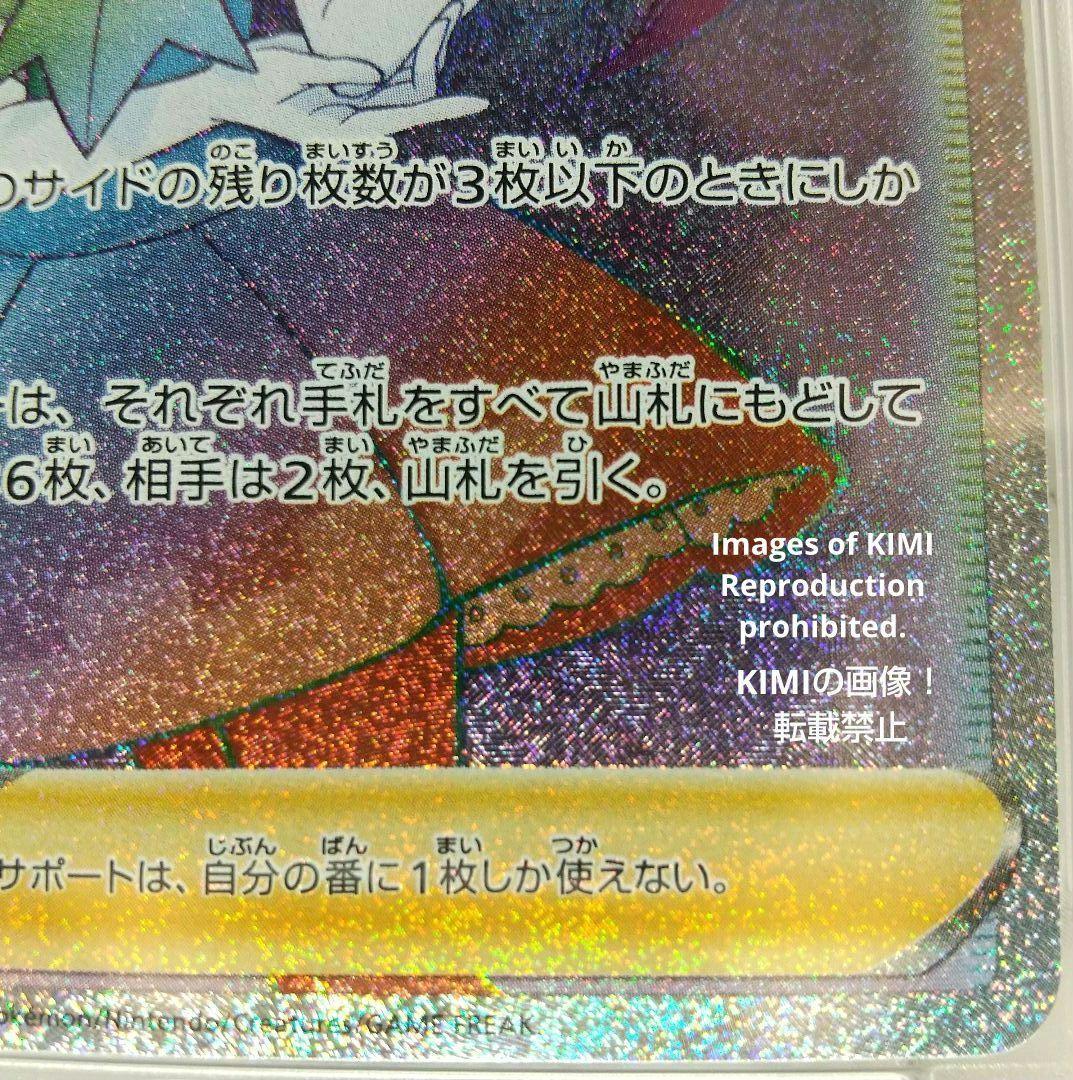 のサイドの残り枚数が3枚以下のときにしか
のこ まいすう まい い か
ーは、それぞれ手札をすべて山札にもどして
てふだ やまふだ
6枚、相手は2枚、山札を引く。
まい あいて まい やまふだ ひ
Images of KIMI
Reproduction
prohibited.
KIMIの画像！
転載禁止
サポートは、自分の番に1枚しか使えない。
じぶん ばん まい つか
Pokémon/Nintendo/Creatures/GAME FREAK.